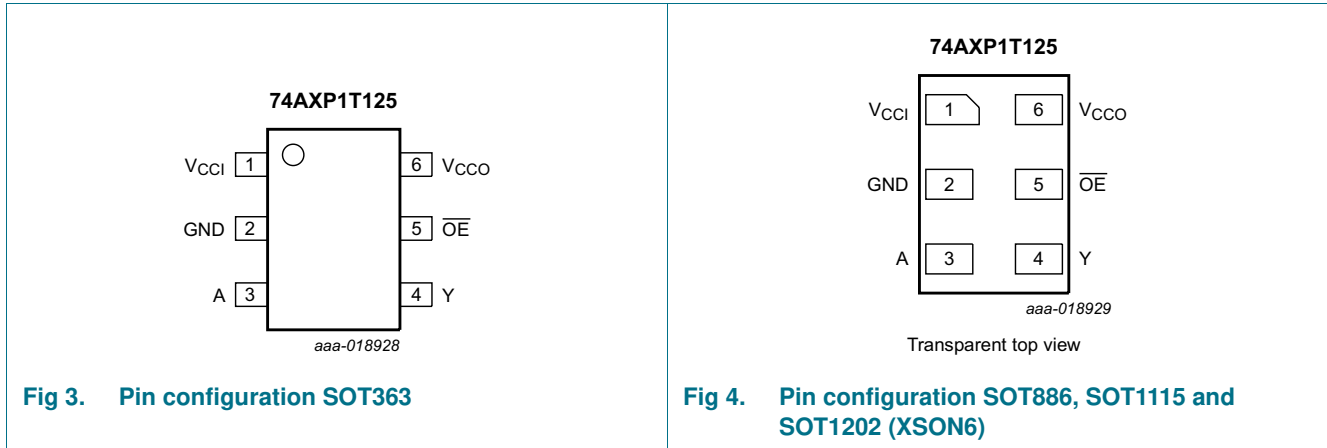 74AXP1T125
VCCI 1 6 VCCO
GND 2 5 OE
A 3 4 Y
aaa-018928
Fig 3. Pin configuration SOT363
74AXP1T125
VCCI 1 6 VCCO
GND 2 5 OE
A 3 4 Y
aaa-018929
Transparent top view
Fig 4. Pin configuration SOT886, SOT1115 and
SOT1202 (XSON6)